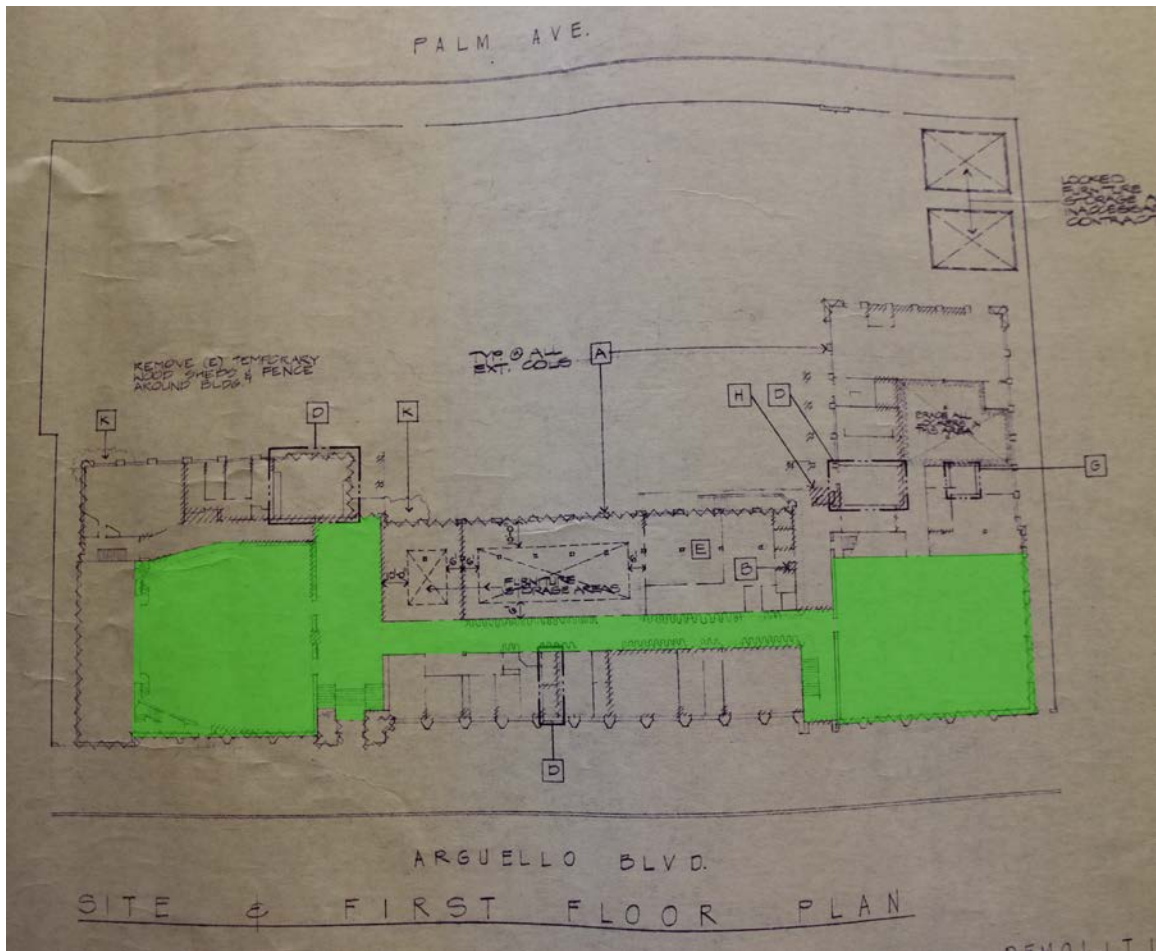 PALM AVE.
LOCKED
FURNITURE
STORAGE
REMOVE (E) TEMPORARY
WOOD SHEDS & FENCE
AROUND BLDG.
TYP. @ ALL
EXT. COLS
A
H
D
K
D
K
G
E
B
FURNITURE
STORAGE AREAS
D
ARGUELLO BLVD.
SITE & FIRST FLOOR PLAN